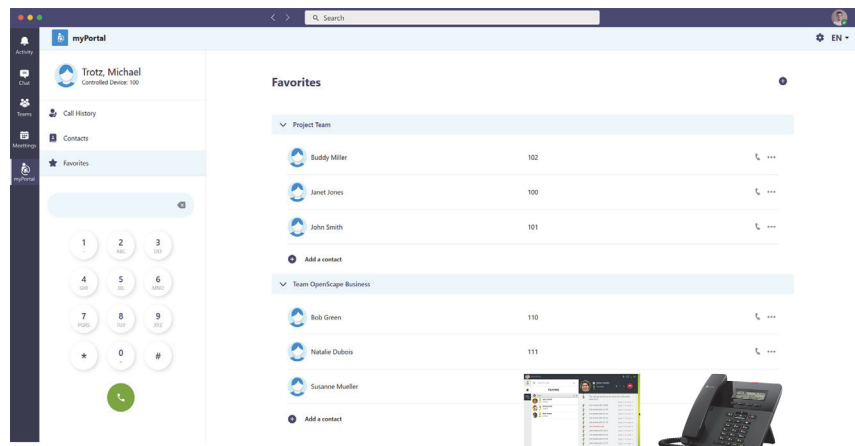 Search
myPortal
EN
Activity
Chat
Teams
Meetings
myPortal
Trotz, Michael
Controlled Device: 100
Call History
Contacts
Favorites
1
2
ABC
3
DEF
4
GHI
5
JKL
6
MNO
7
PQRS
8
TUV
9
XYZ
*
0
#
Favorites
Project Team
Buddy Miller 102
Janet Jones 100
John Smith 101
Add a contact
Team OpenScape Business
Bob Green 110
Natalie Dubois 111
Susanne Mueller
Add a contact